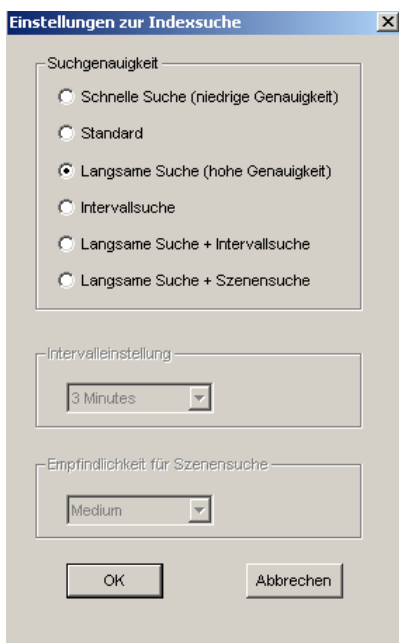 Einstellungen zur Indexsuche
Suchgenauigkeit
Schnelle Suche (niedrige Genauigkeit)
Standard
Langsame Suche (hohe Genauigkeit)
Intervallsuche
Langsame Suche + Intervallsuche
Langsame Suche + Szenensuche
Intervalleinstellung
3 Minutes
Empfindlichkeit für Szenensuche
Medium
OK Abbrechen